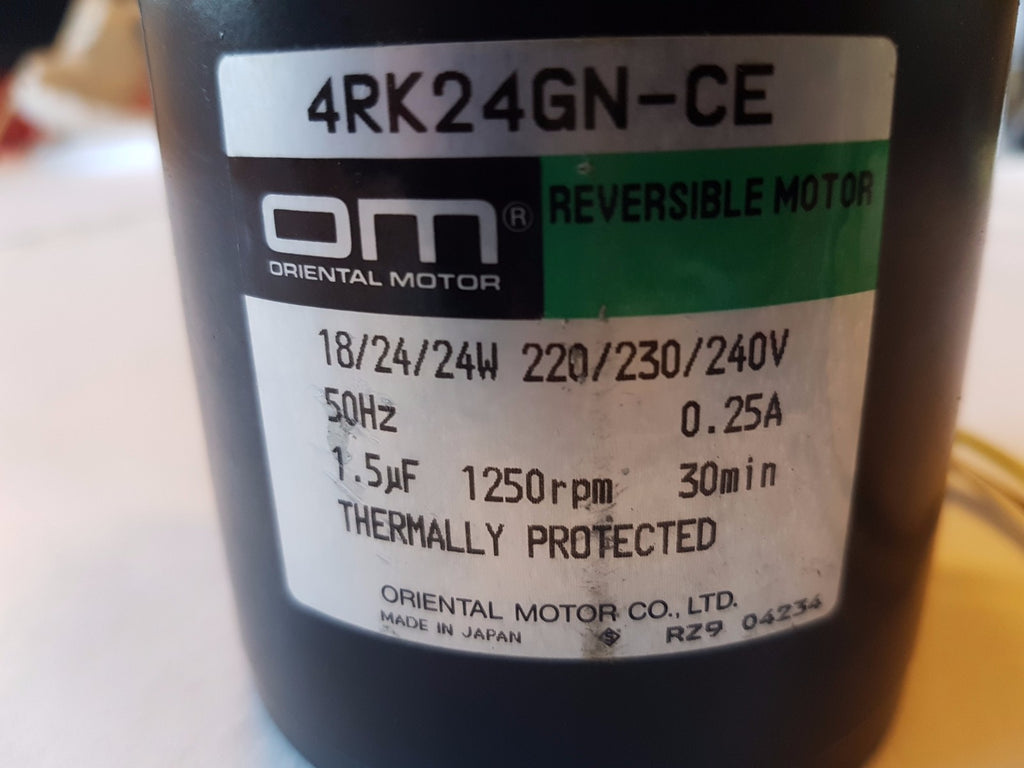 4RK24GN-CE
om® REVERSIBLE MOTOR
ORIENTAL MOTOR
18/24/24W 220/230/240V
50Hz 0.25A
1.5µF 1250rpm 30min
THERMALLY PROTECTED
ORIENTAL MOTOR CO., LTD.
MADE IN JAPAN S RZ9 04234